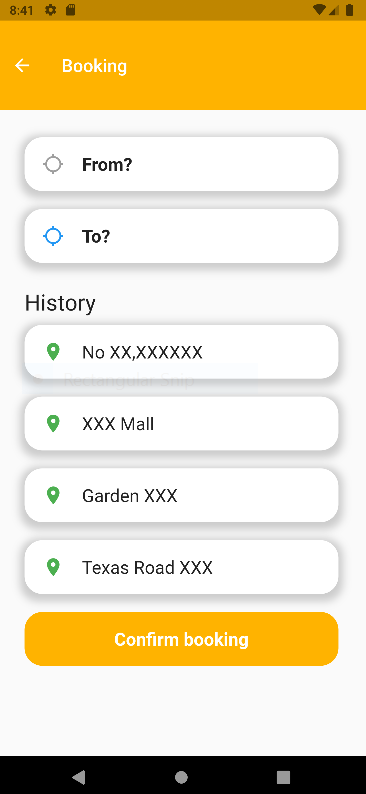 8:41
Booking
From?
To?
History
No XX,XXXXXX
Rectangular Snip
XXX Mall
Garden XXX
Texas Road XXX
Confirm booking